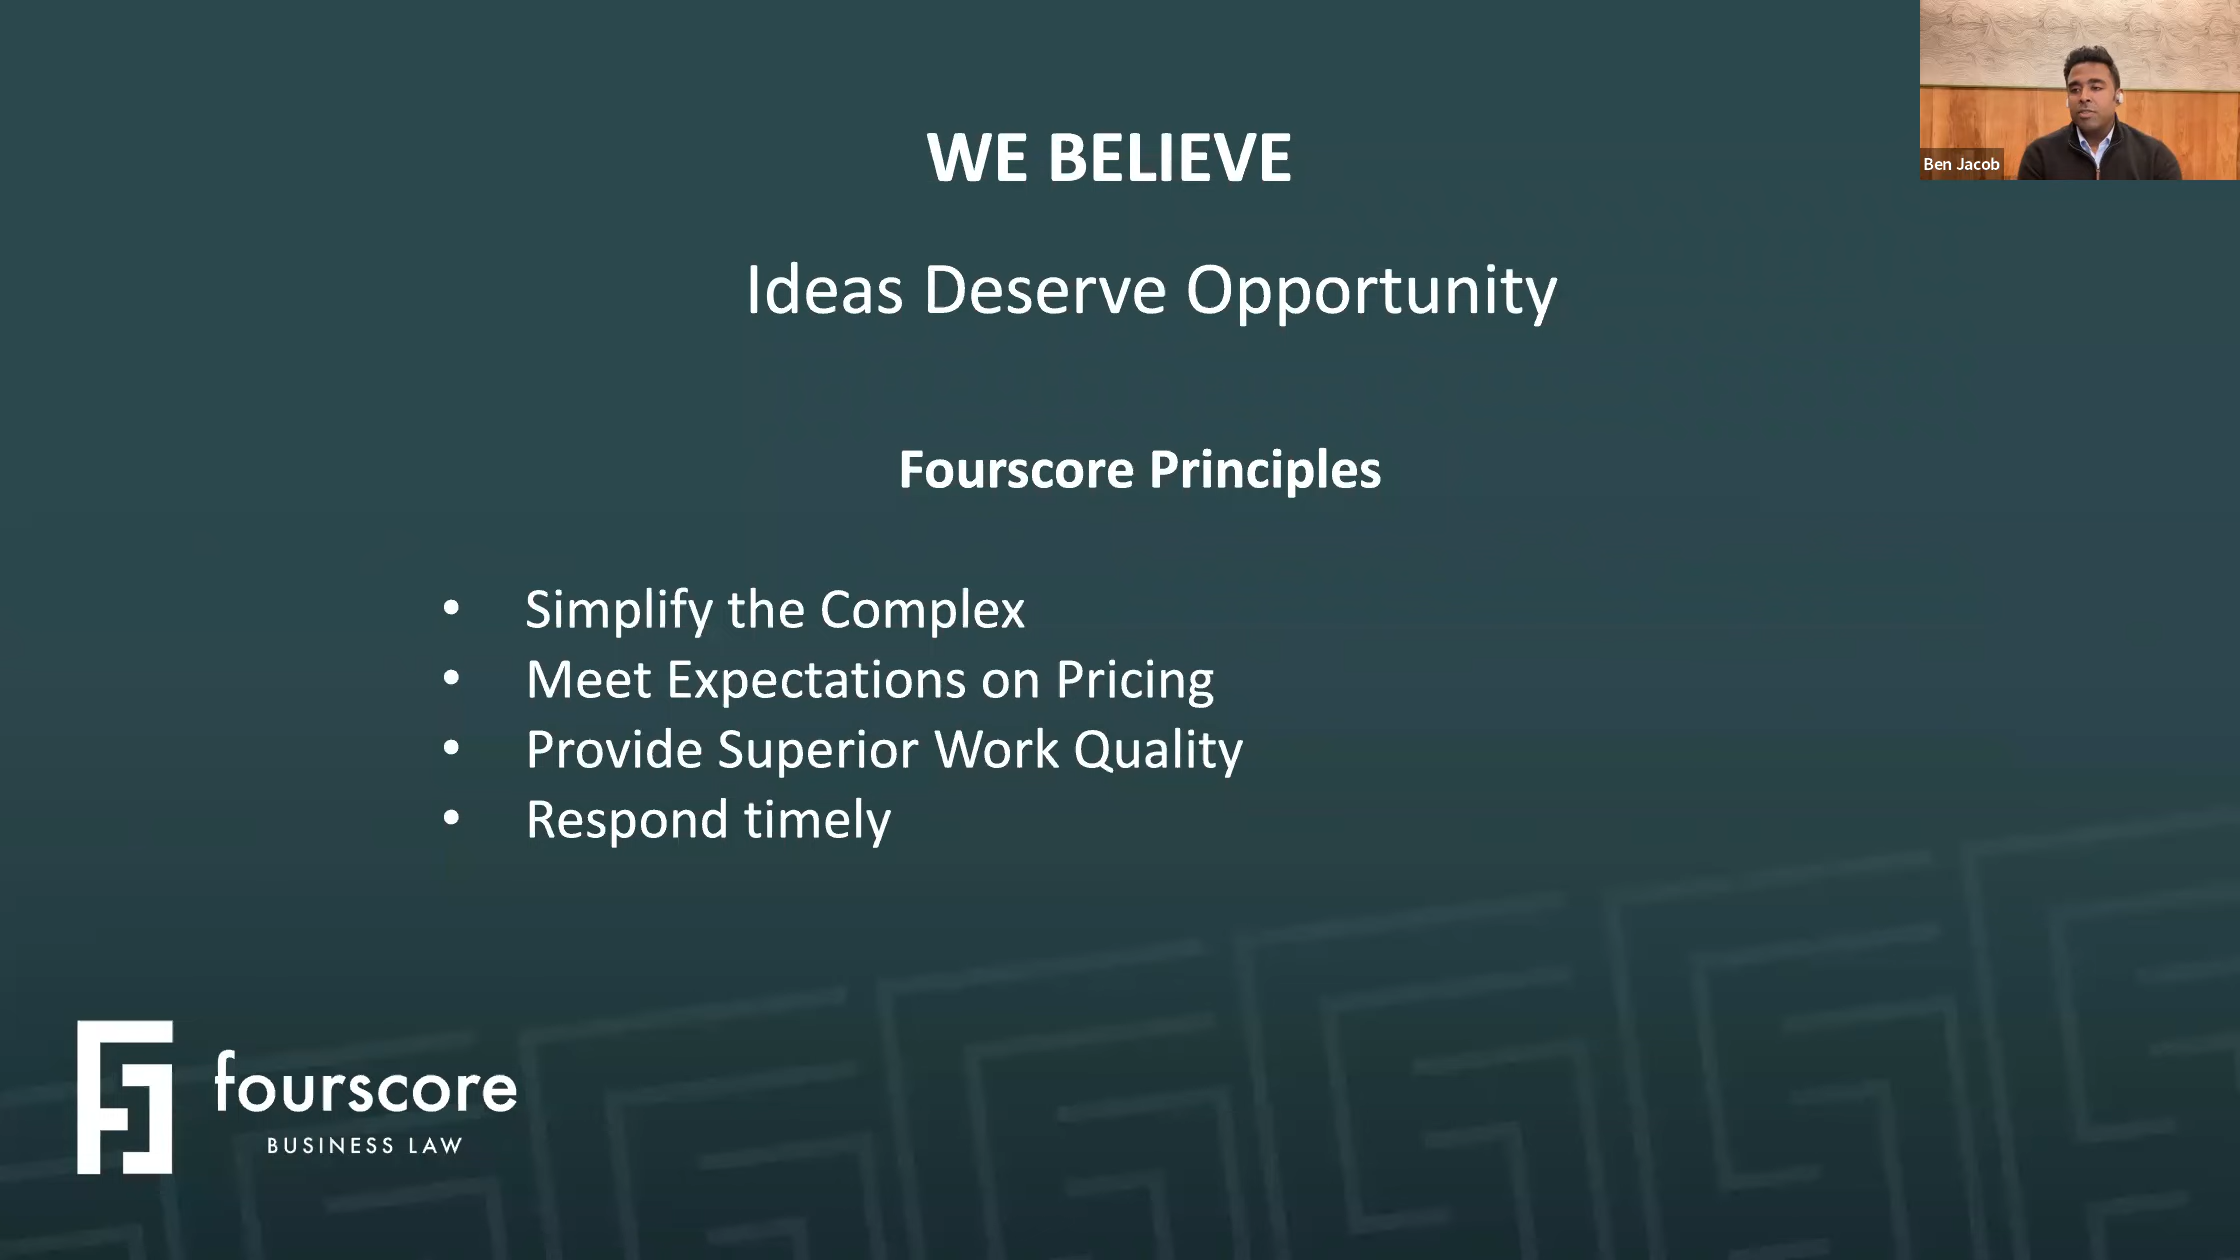 WE BELIEVE
Ideas Deserve Opportunity
Fourscore Principles
• Simplify the Complex
• Meet Expectations on Pricing
• Provide Superior Work Quality
• Respond timely
fourscore
BUSINESS LAW
Ben Jacob